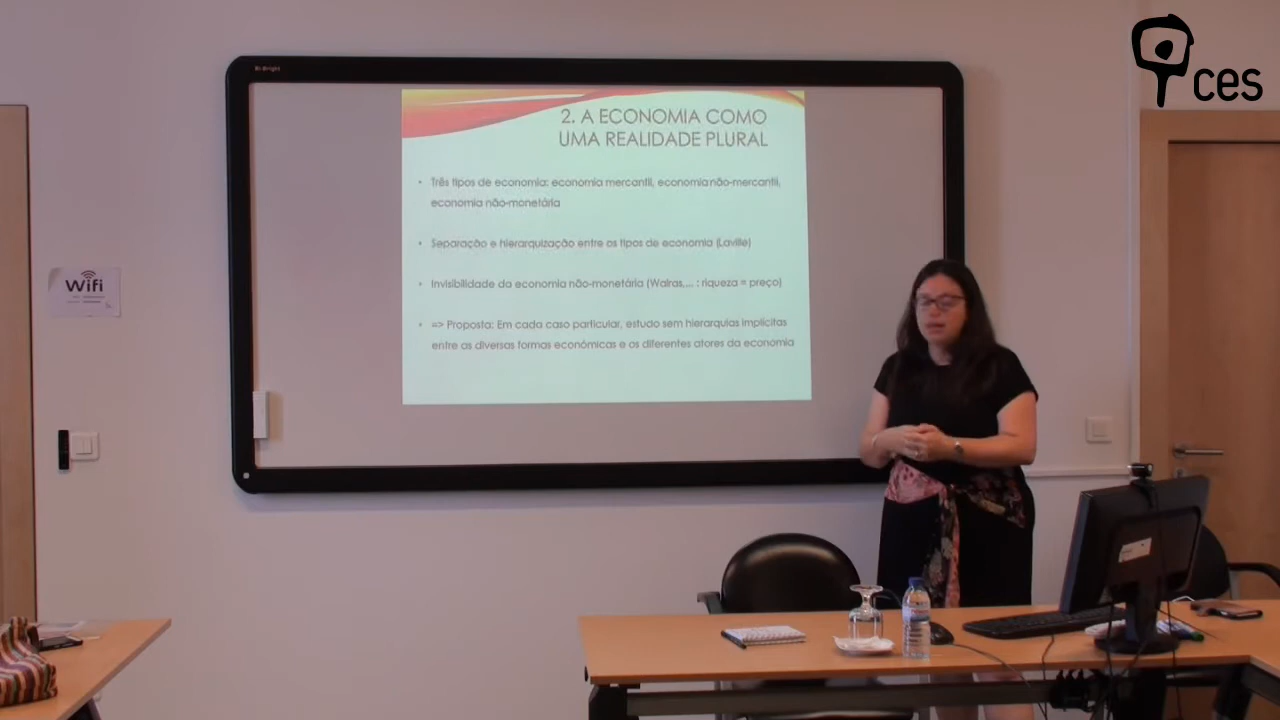 ces
2. A ECONOMIA COMO
UMA REALIDADE PLURAL
• Três tipos de economia: economia mercantil, economia não-mercantil,
economia não-monetária
• Separação e hierarquização entre os tipos de economia (Laville)
• Invisibilidade da economia não-monetária (Walras,... : riqueza = preço)
• => Proposta: Em cada caso particular, estudo sem hierarquias implícitas
entre as diversas formas económicas e os diferentes atores da economia
Wifi